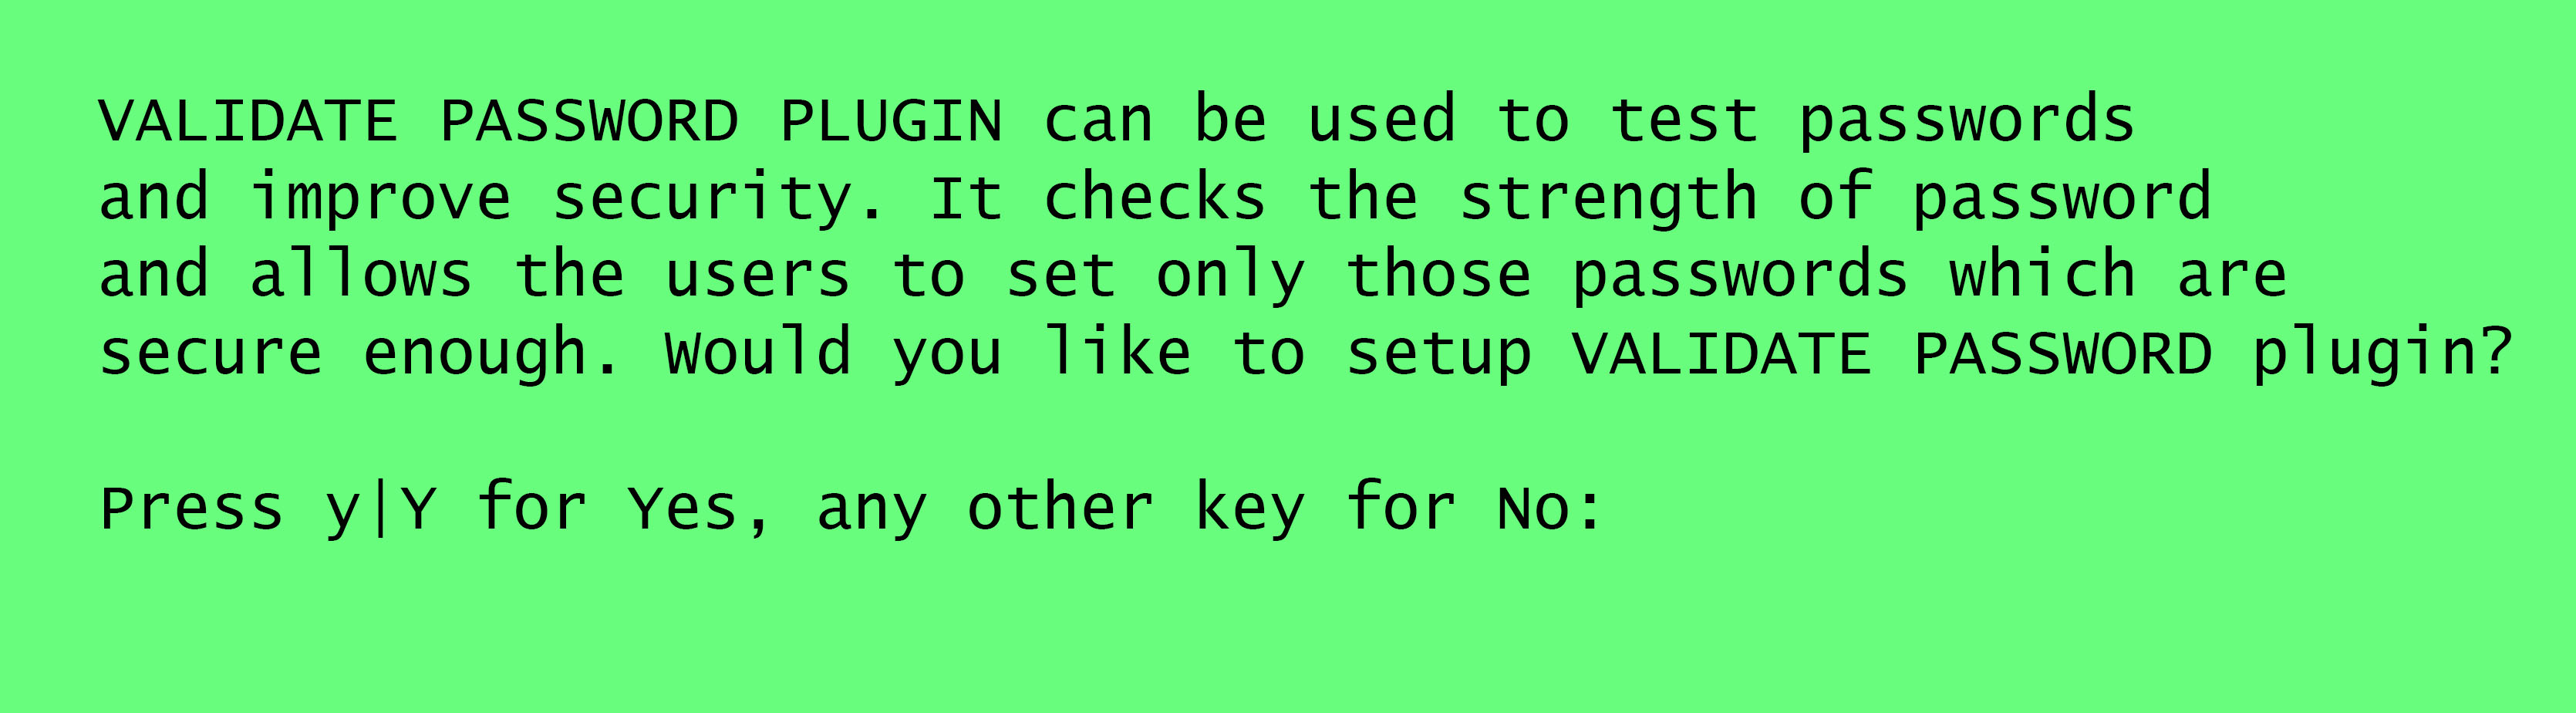 VALIDATE PASSWORD PLUGIN can be used to test passwords
and improve security. It checks the strength of password
and allows the users to set only those passwords which are
secure enough. Would you like to setup VALIDATE PASSWORD plugin?
Press y|Y for Yes, any other key for No: